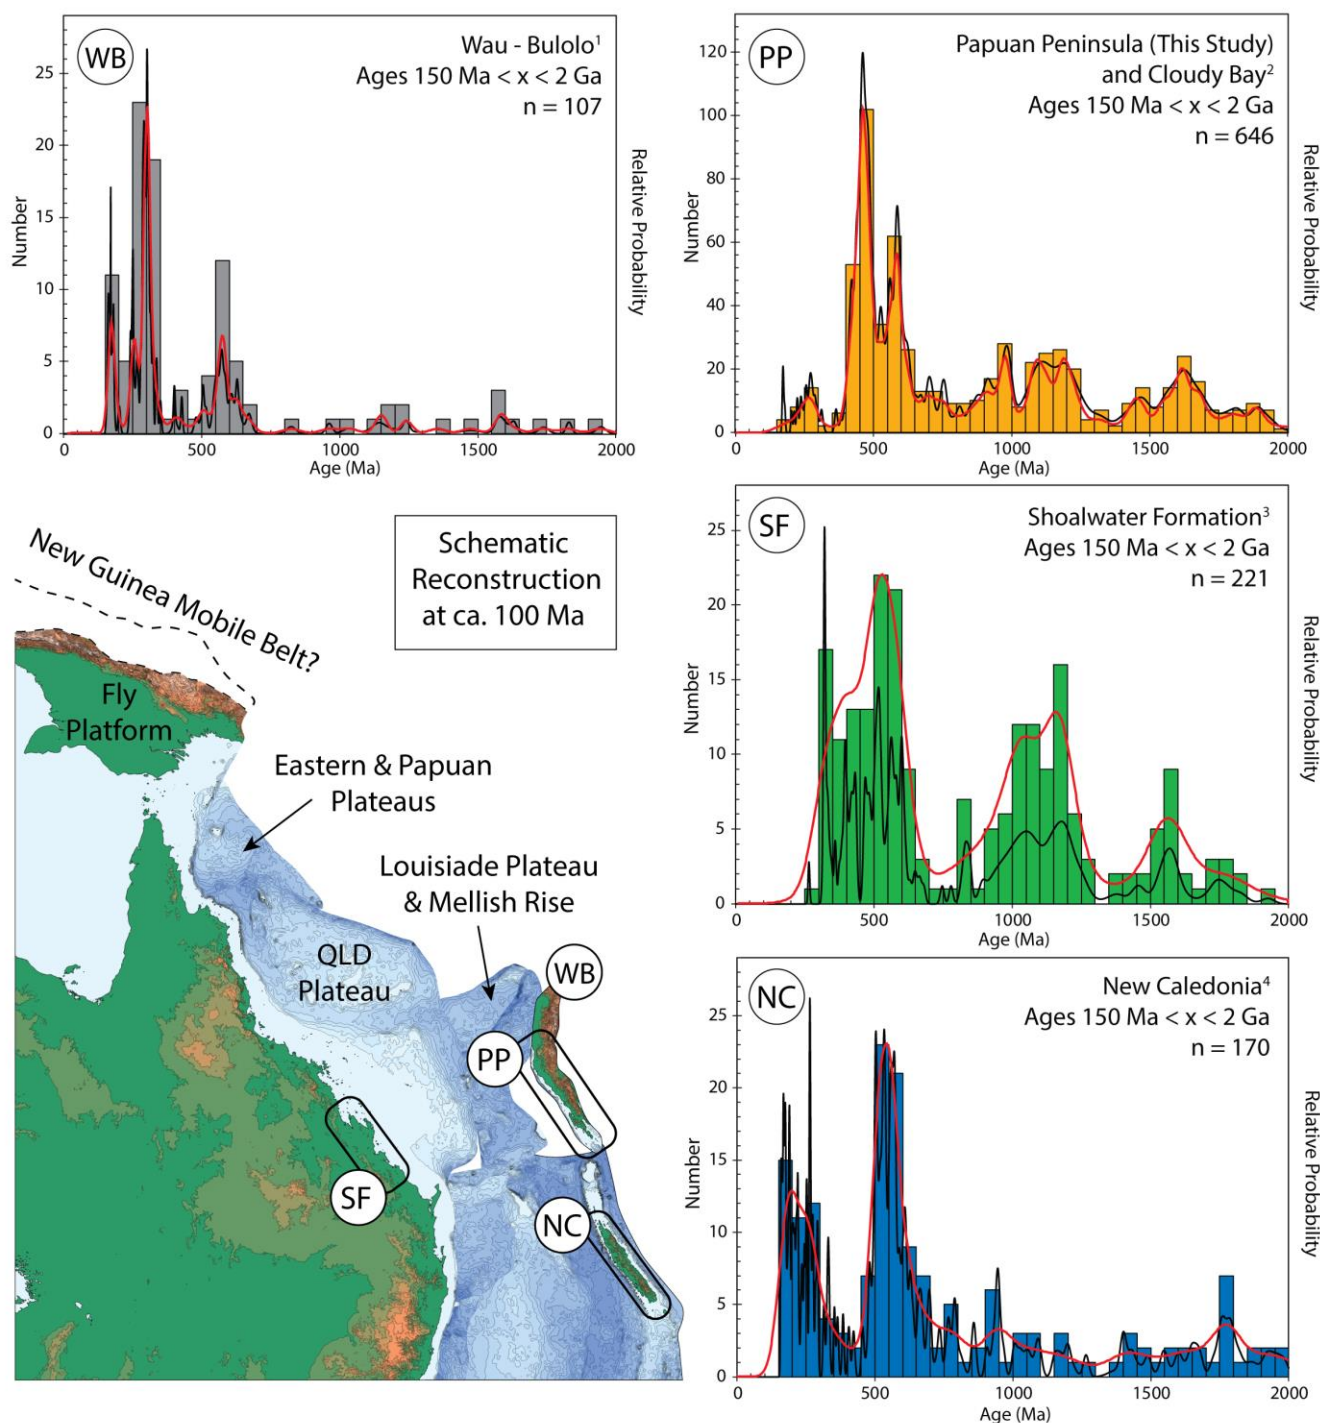 WB
Wau - Bulolo¹
Ages 150 Ma < x < 2 Ga
n = 107
Number
Relative Probability
25
20
15
10
5
0
0
500
1000
1500
2000
Age (Ma)
PP
Papuan Peninsula (This Study)
and Cloudy Bay²
Ages 150 Ma < x < 2 Ga
n = 646
Number
Relative Probability
120
100
80
60
40
20
0
0
500
1000
1500
2000
Age (Ma)
Schematic
Reconstruction
at ca. 100 Ma
New Guinea Mobile Belt?
Fly
Platform
Eastern & Papuan
Plateaus
Louisiade Plateau
& Mellish Rise
QLD
Plateau
WB
PP
SF
NC
SF
Shoalwater Formation³
Ages 150 Ma < x < 2 Ga
n = 221
Number
Relative Probability
25
20
15
10
5
0
0
500
1000
1500
2000
Age (Ma)
NC
New Caledonia⁴
Ages 150 Ma < x < 2 Ga
n = 170
Number
Relative Probability
25
20
15
10
5
0
0
500
1000
1500
2000
Age (Ma)